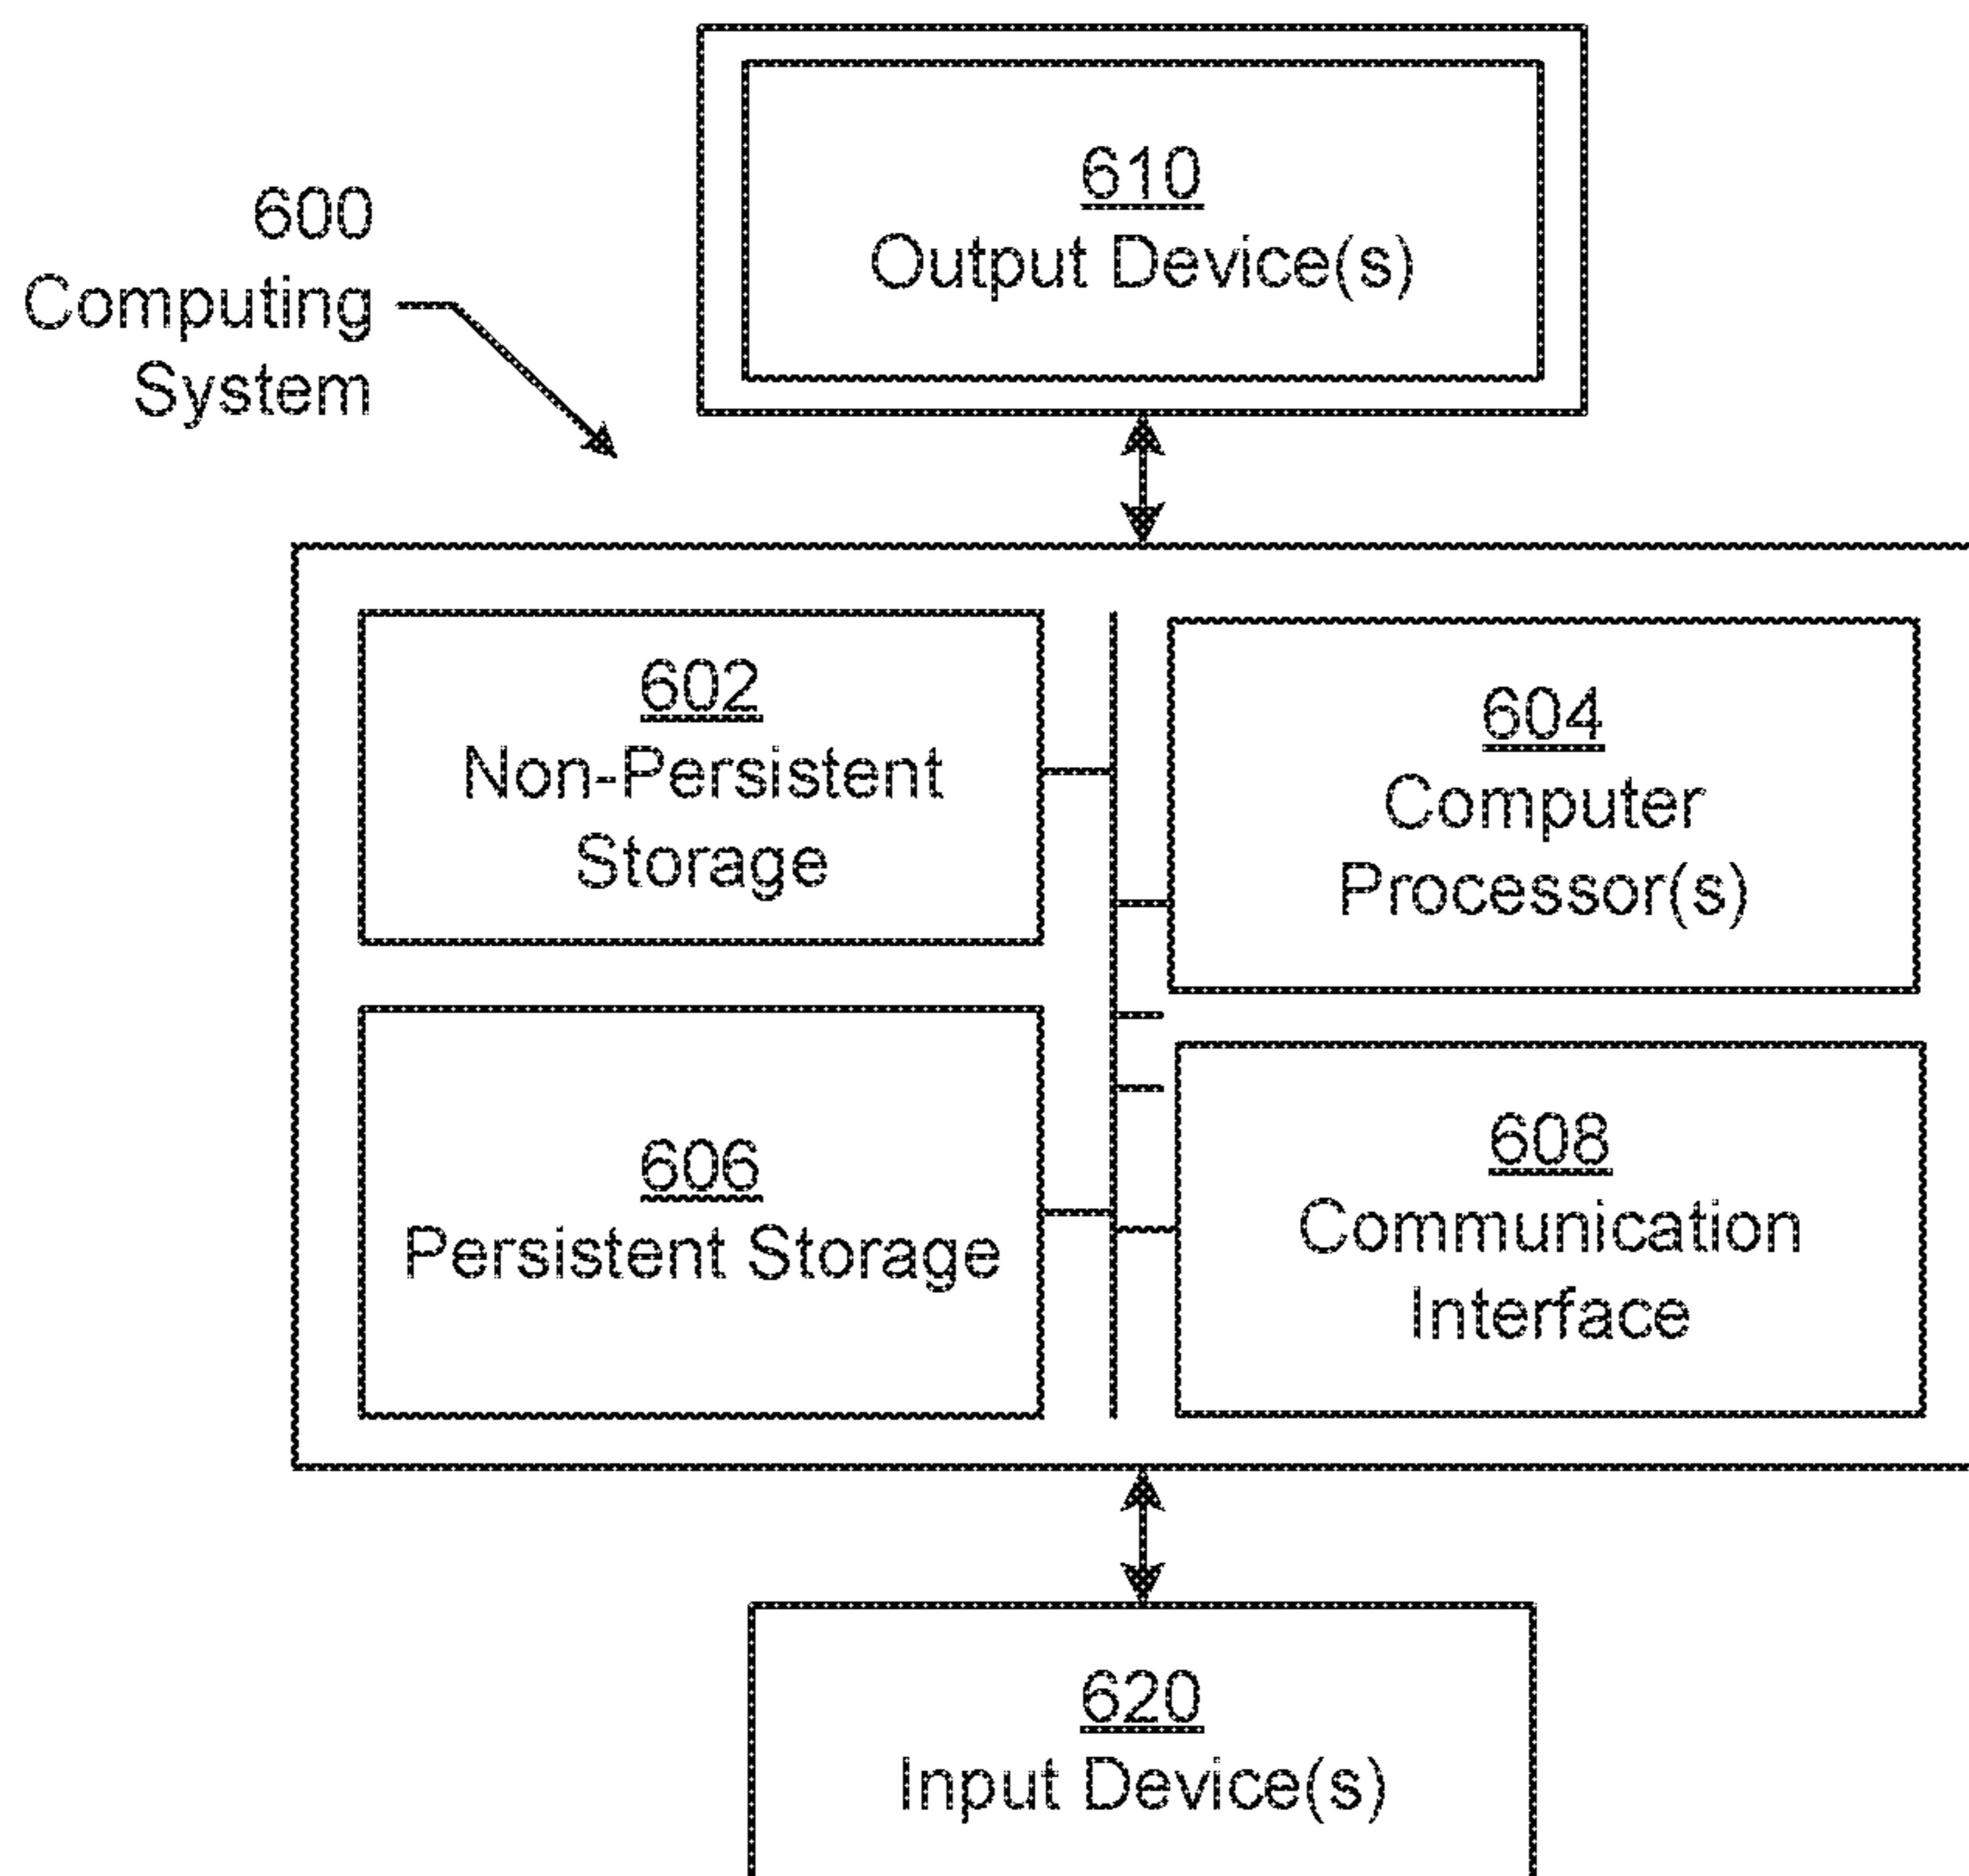 610
Output Device(s)
600
Computing
System
602
Non-Persistent
Storage
604
Computer
Processor(s)
606
Persistent Storage
608
Communication
Interface
620
Input Device(s)